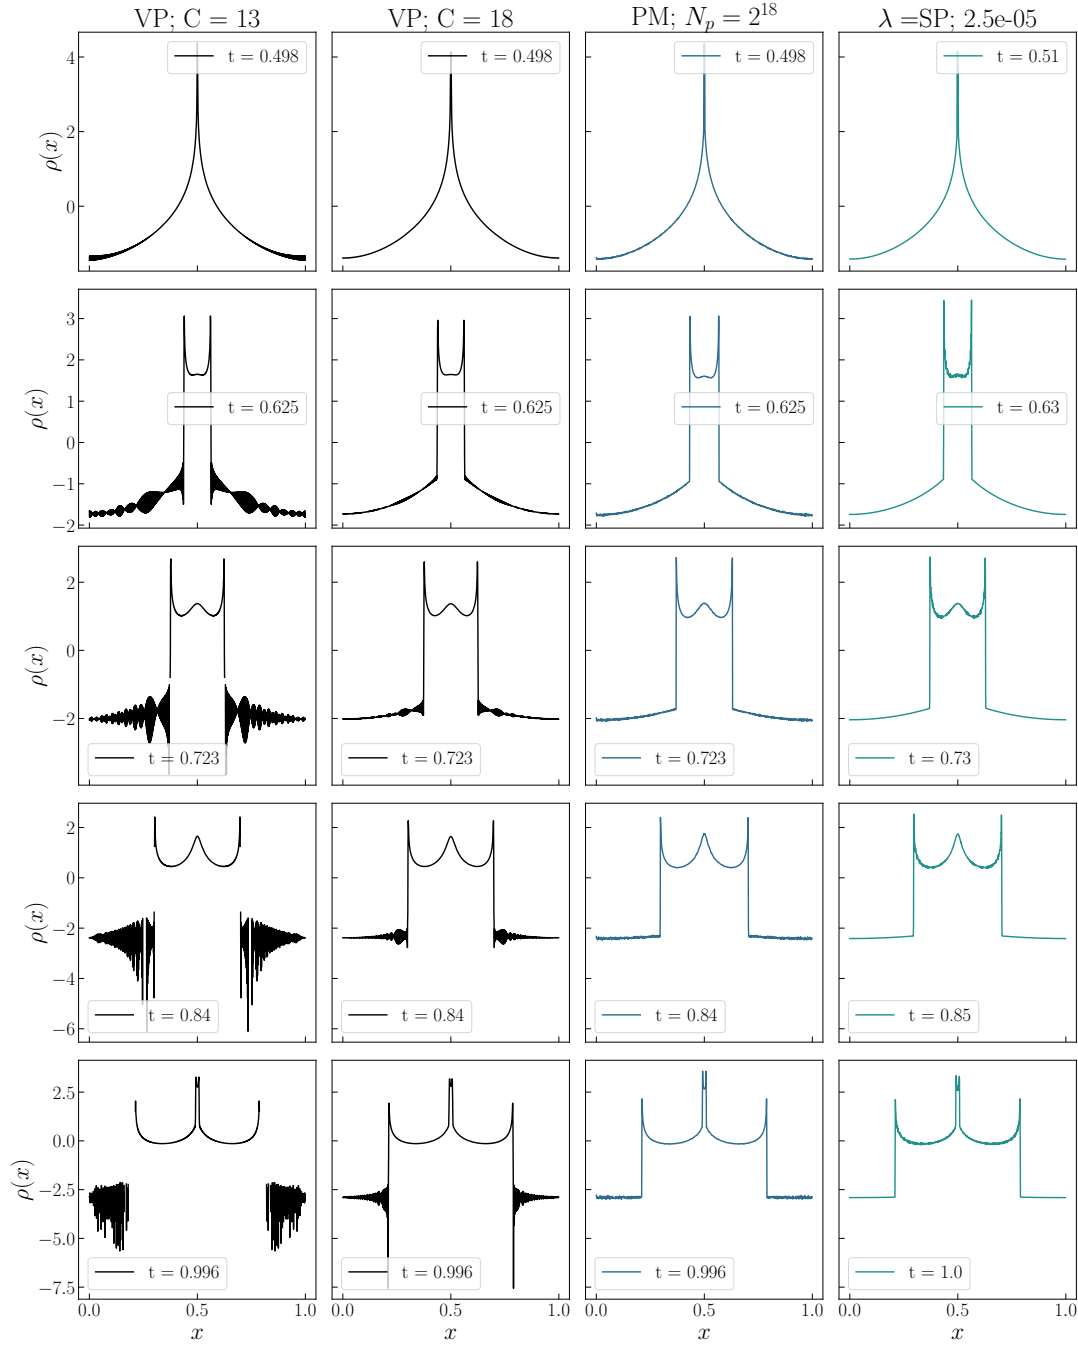 VP; C = 13 VP; C = 18 PM; N_p = 2^18 λ =SP; 2.5e-05
4
2
0
ρ(x)
t = 0.498 t = 0.498 t = 0.498 t = 0.51
3
2
1
0
−1
−2
ρ(x)
t = 0.625 t = 0.625 t = 0.625 t = 0.63
2
0
−2
ρ(x)
t = 0.723 t = 0.723 t = 0.723 t = 0.73
2
0
−2
−4
−6
ρ(x)
t = 0.84 t = 0.84 t = 0.84 t = 0.85
2.5
0.0
−2.5
−5.0
−7.5
ρ(x)
t = 0.996 t = 0.996 t = 0.996 t = 1.0
0.0 0.5 1.0 0.0 0.5 1.0 0.0 0.5 1.0 0.0 0.5 1.0
x x x x